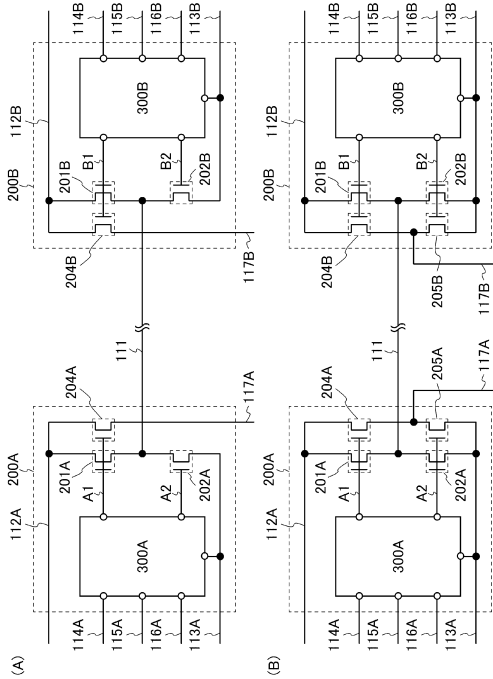 (A)
112A
200A
114A
115A
116A
113A
300A
A1
A2
201A
202A
204A
117A
111
117B
204B
201B
202B
B1
B2
300B
200B
112B
114B
115B
116B
113B
(B)
112A
200A
114A
115A
116A
113A
300A
A1
A2
201A
202A
204A
205A
117A
111
117B
204B
205B
201B
202B
B1
B2
300B
200B
112B
114B
115B
116B
113B